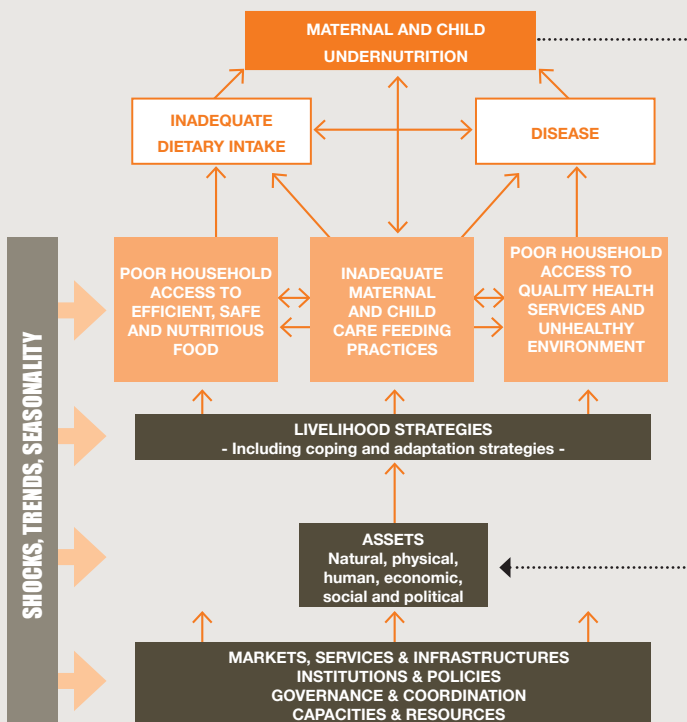 MATERNAL AND CHILD
UNDERNUTRITION
INADEQUATE
DIETARY INTAKE
DISEASE
POOR HOUSEHOLD
ACCESS TO
EFFICIENT, SAFE
AND NUTRITIOUS
FOOD
INADEQUATE
MATERNAL
AND CHILD
CARE FEEDING
PRACTICES
POOR HOUSEHOLD
ACCESS TO
QUALITY HEALTH
SERVICES AND
UNHEALTHY
ENVIRONMENT
SHOCKS, TRENDS, SEASONALITY
LIVELIHOOD STRATEGIES
- Including coping and adaptation strategies -
ASSETS
Natural, physical,
human, economic,
social and political
MARKETS, SERVICES & INFRASTRUCTURES
INSTITUTIONS & POLICIES
GOVERNANCE & COORDINATION
CAPACITIES & RESOURCES